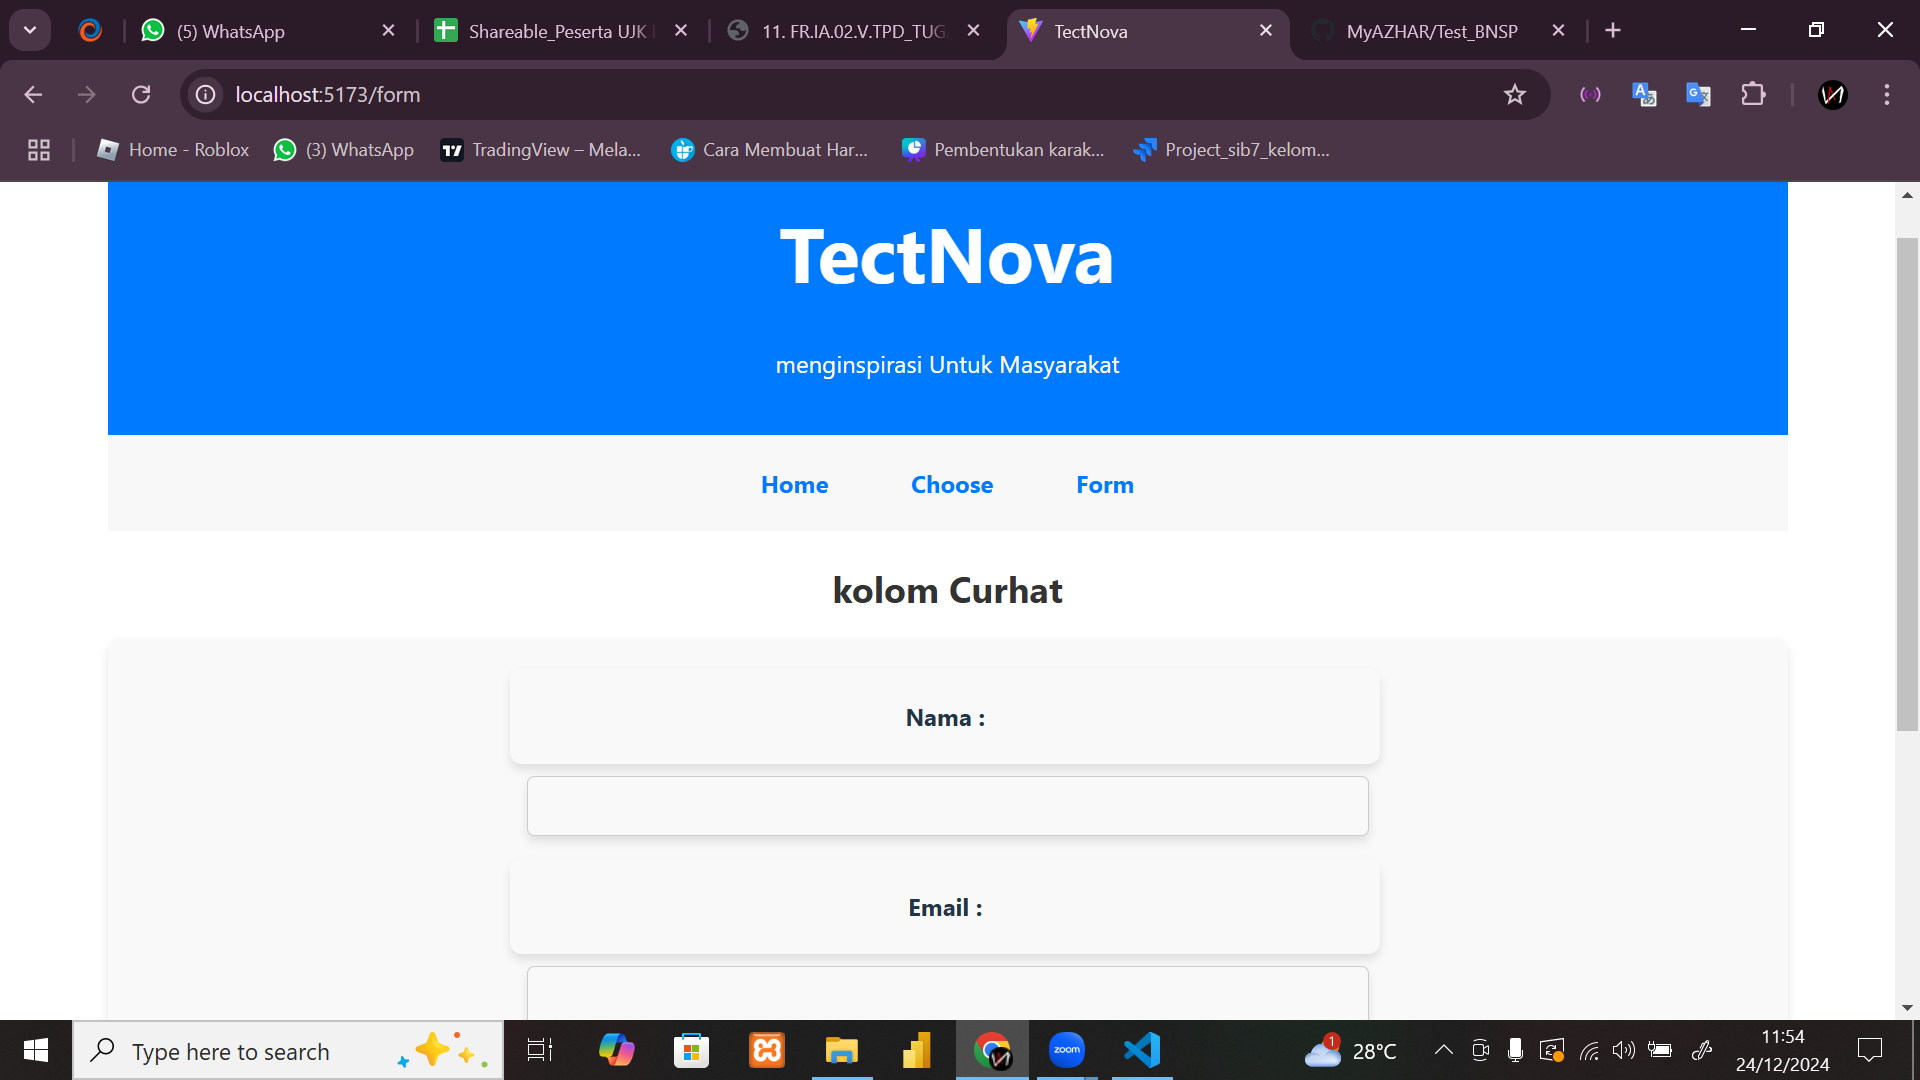 (5) WhatsApp
Shareable_Peserta UJK
11. FR.IA.02.V.TPD_TUG
TectNova
MyAZHAR/Test_BNSP
localhost:5173/form
Home - Roblox
(3) WhatsApp
TradingView – Mela...
Cara Membuat Har...
Pembentukan karak...
Project_sib7_kelom...
TectNova
menginspirasi Untuk Masyarakat
Home Choose Form
kolom Curhat
Nama :
Email :
Type here to search
zoom
1
28°C
11:54
24/12/2024